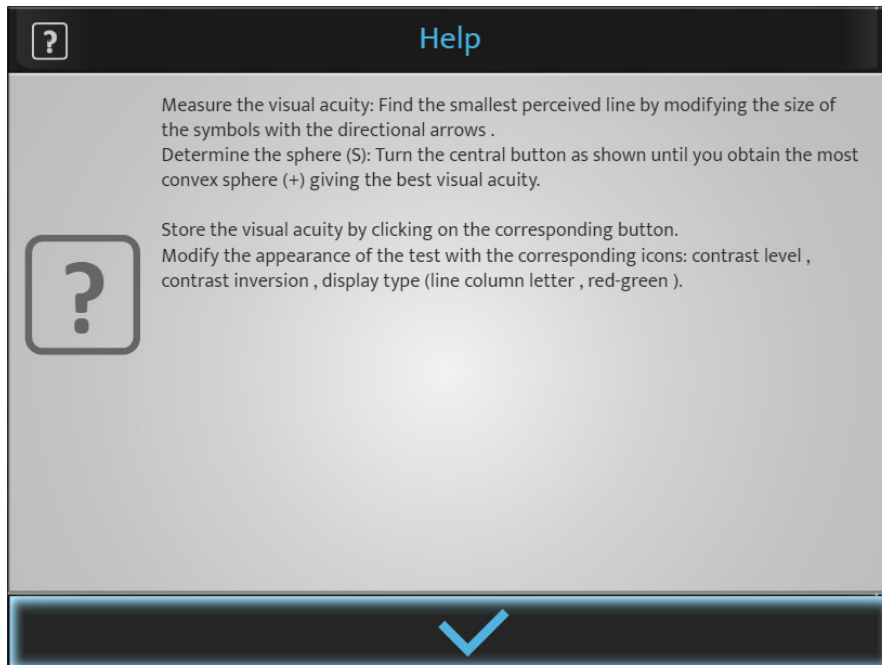 ?
Help
Measure the visual acuity: Find the smallest perceived line by modifying the size of
the symbols with the directional arrows .
Determine the sphere (S): Turn the central button as shown until you obtain the most
convex sphere (+) giving the best visual acuity.
Store the visual acuity by clicking on the corresponding button.
Modify the appearance of the test with the corresponding icons: contrast level ,
contrast inversion , display type (line column letter , red-green ).
?